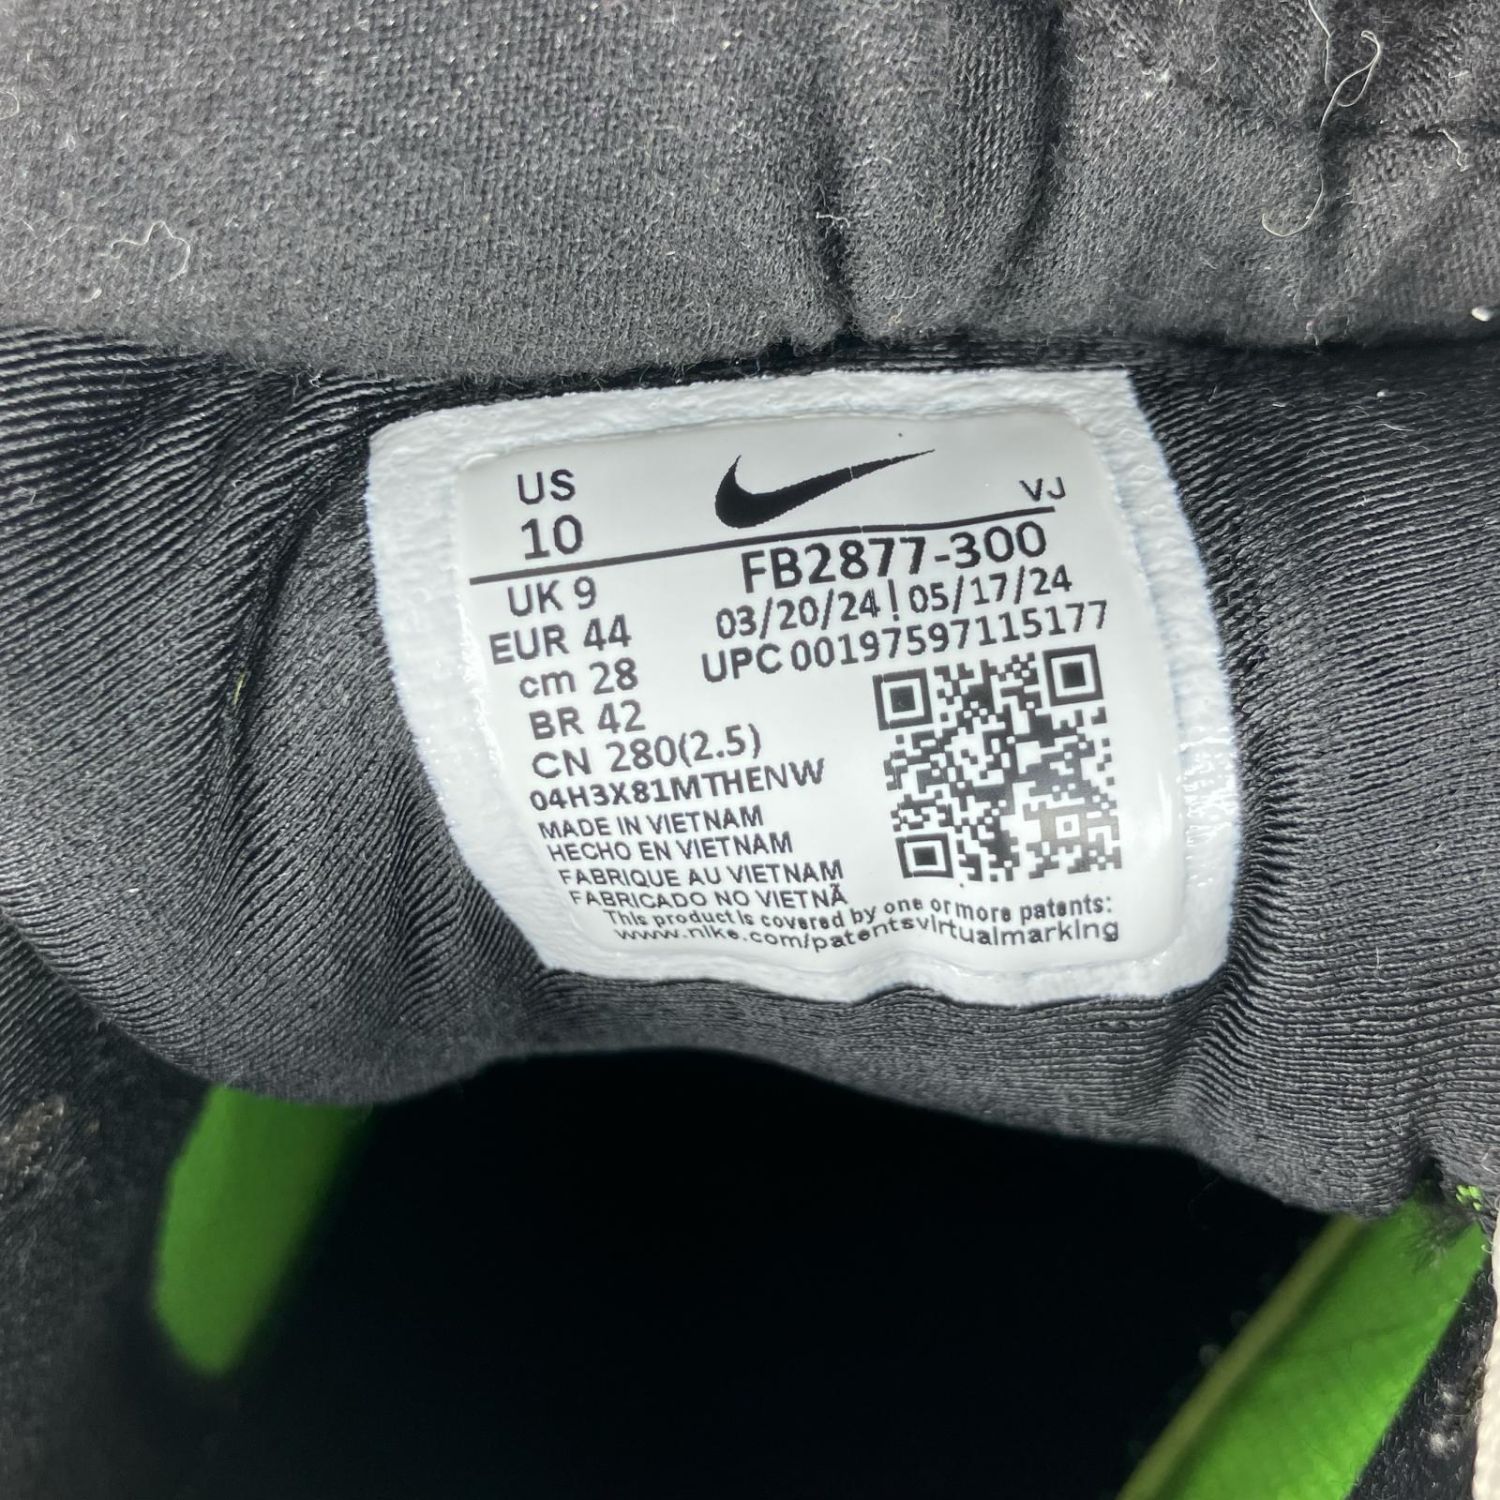 US
10
VJ
UK 9
EUR 44
cm 28
BR 42
CN 280(2.5)
FB2877-300
03/20/24 | 05/17/24
UPC 00197597115177
04H3X81MTHENW
MADE IN VIETNAM
HECHO EN VIETNAM
FABRIQUE AU VIETNAM
FABRICADO NO VIETNÃ
This product is covered by one or more patents:
www.nike.com/patentsvirtualmarking